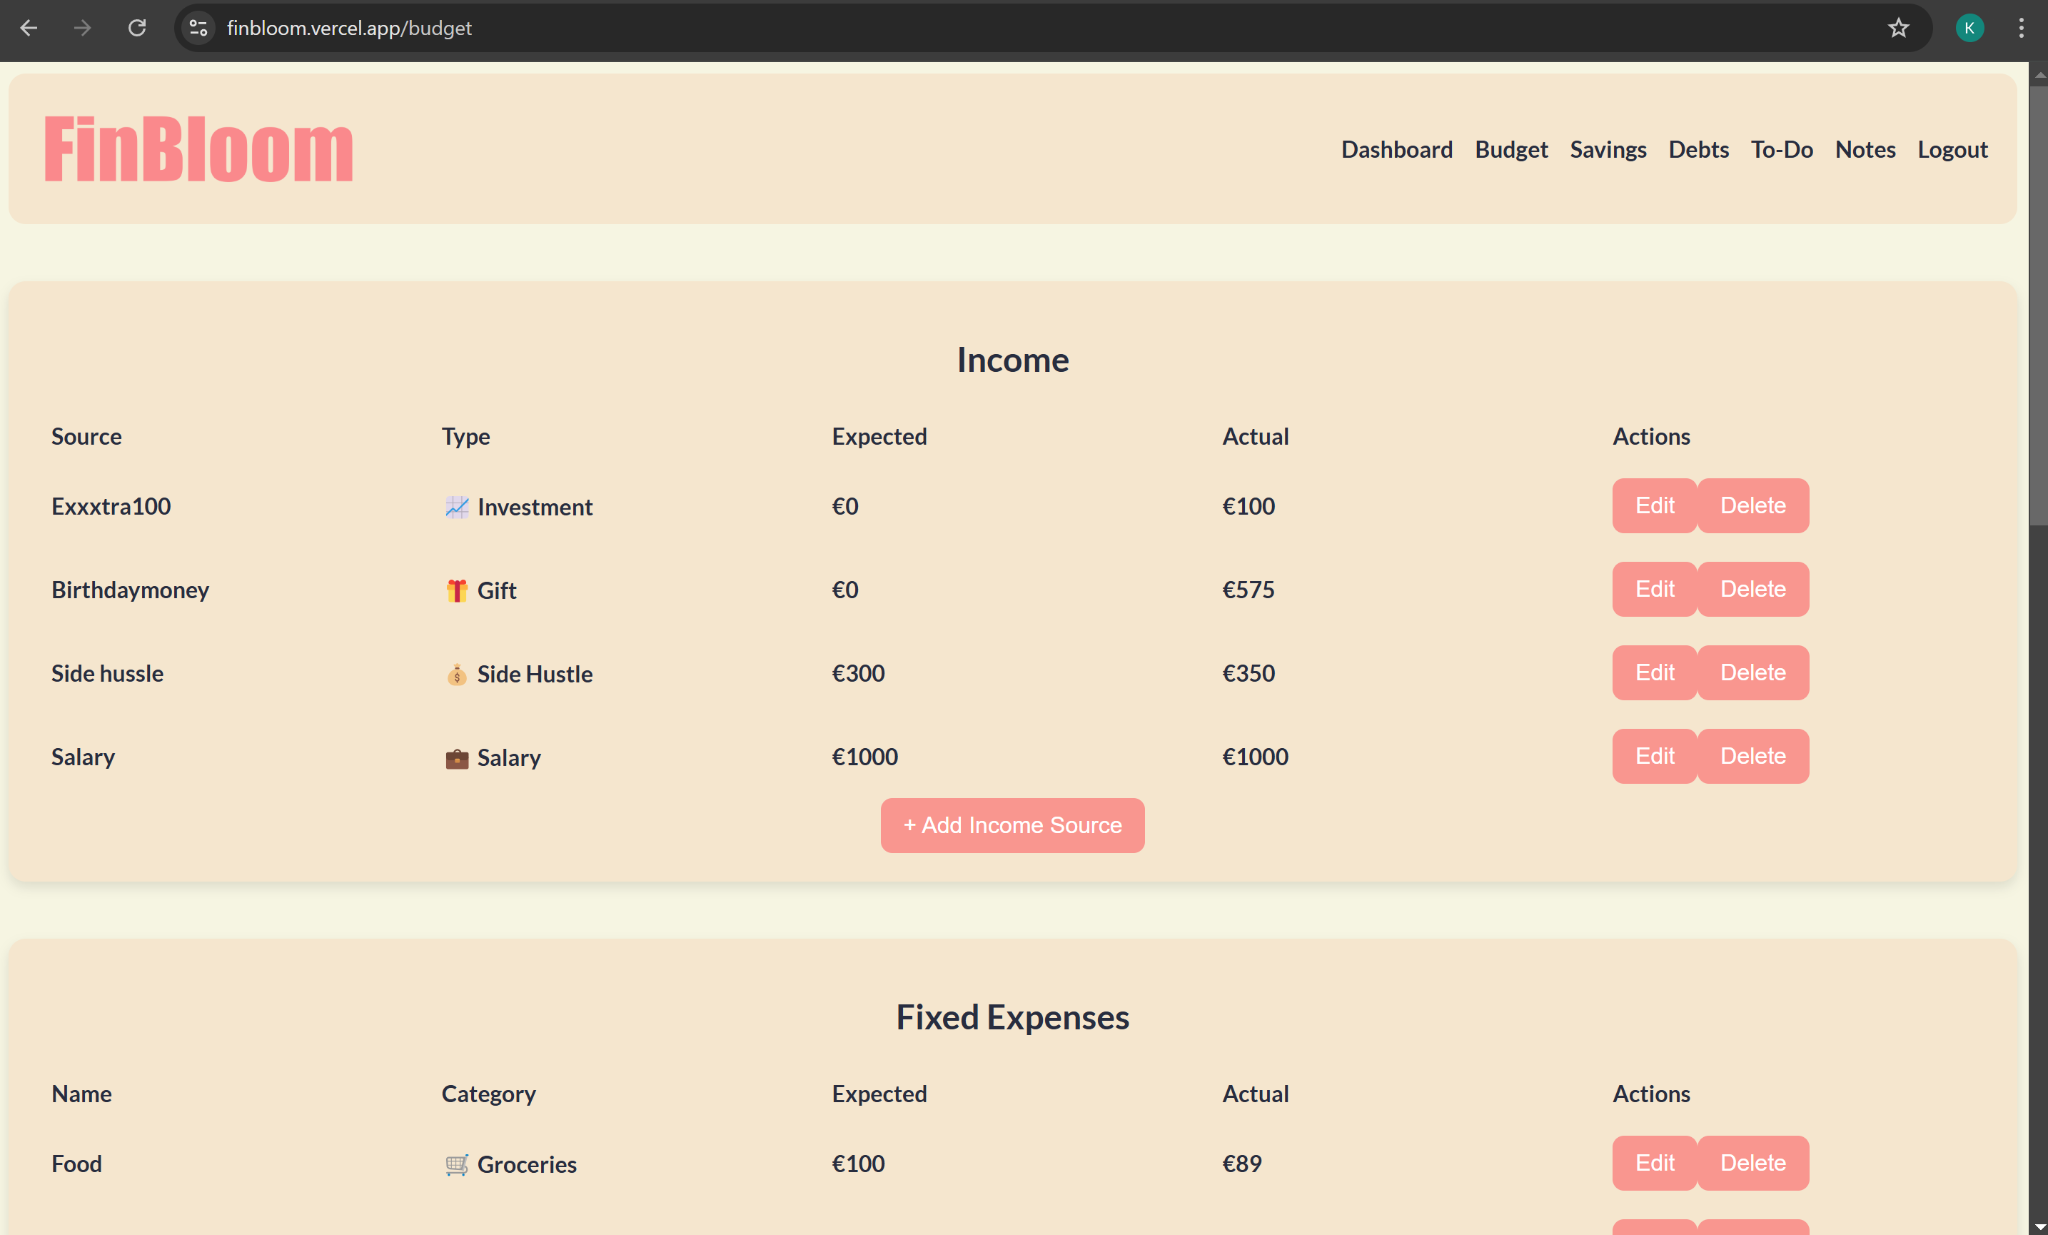 finbloom.vercel.app/budget
K
FinBloom
Dashboard Budget Savings Debts To-Do Notes Logout
Income
Source Type Expected Actual Actions
Exxxtra100 📈 Investment €0 €100 Edit Delete
Birthdaymoney 🎁 Gift €0 €575 Edit Delete
Side hussle 💰 Side Hustle €300 €350 Edit Delete
Salary 💼 Salary €1000 €1000 Edit Delete
+ Add Income Source
Fixed Expenses
Name Category Expected Actual Actions
Food 🛒 Groceries €100 €89 Edit Delete